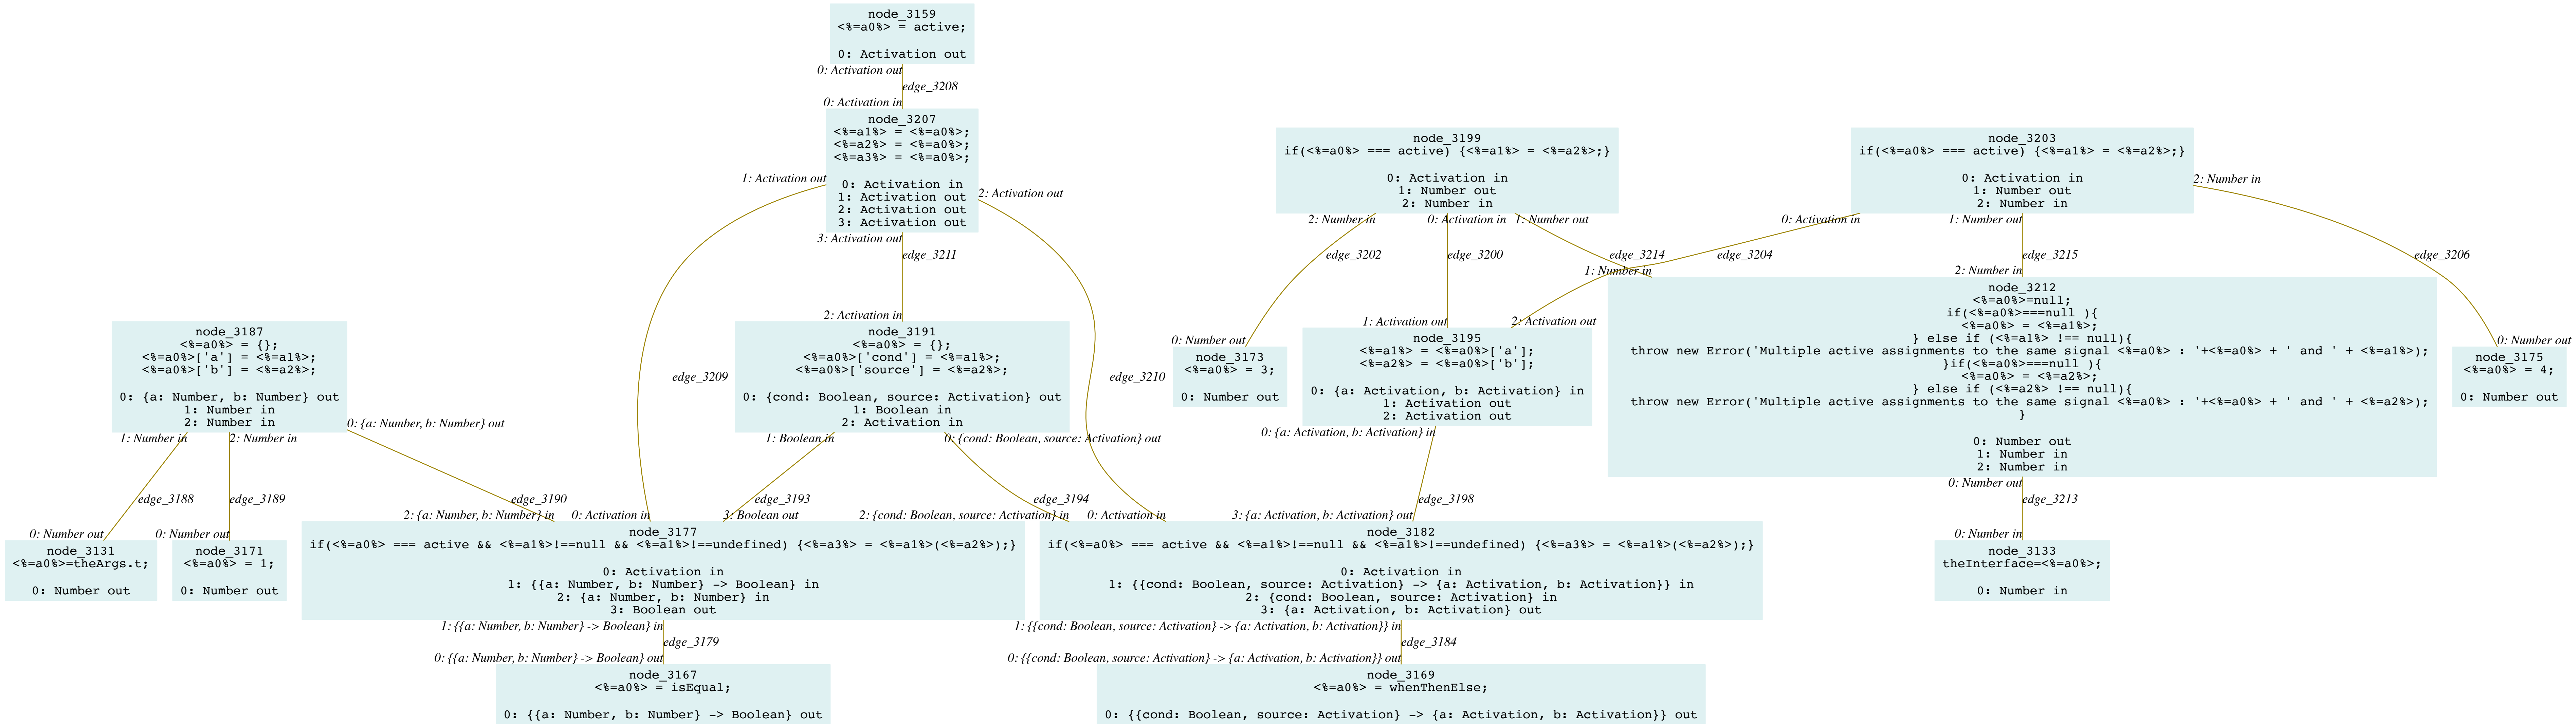 node_3159
<%=a0%> = active;
0: Activation out
0: Activation out
edge_3208
0: Activation in
node_3207
<%=a1%> = <%=a0%>;
<%=a2%> = <%=a0%>;
<%=a3%> = <%=a0%>;
0: Activation in
1: Activation out
2: Activation out
3: Activation out
1: Activation out
2: Activation out
3: Activation out
edge_3211
2: Activation in
edge_3209
edge_3210
node_3199
if(<%=a0%> === active) {<%=a1%> = <%=a2%>;}
0: Activation in
1: Number out
2: Number in
2: Number in
0: Activation in
1: Number out
edge_3202
edge_3200
edge_3214
node_3203
if(<%=a0%> === active) {<%=a1%> = <%=a2%>;}
0: Activation in
1: Number out
2: Number in
2: Number in
0: Activation in
1: Number out
edge_3204
edge_3215
edge_3206
1: Number in
2: Number in
node_3212
<%=a0%>=null;
if(<%=a0%>===null ){
<%=a0%> = <%=a1%>;
} else if (<%=a1%> !== null){
throw new Error('Multiple active assignments to the same signal <%=a0%> : '+<%=a0%> + ' and ' + <%=a1%>);
}if(<%=a0%>===null ){
<%=a0%> = <%=a2%>;
} else if (<%=a2%> !== null){
throw new Error('Multiple active assignments to the same signal <%=a0%> : '+<%=a0%> + ' and ' + <%=a2%>);
}
0: Number out
1: Number in
2: Number in
0: Number out
edge_3213
0: Number in
node_3133
theInterface=<%=a0%>;
0: Number in
0: Number out
node_3175
<%=a0%> = 4;
0: Number out
0: Number out
node_3173
<%=a0%> = 3;
0: Number out
1: Activation out
2: Activation out
node_3195
<%=a1%> = <%=a0%>['a'];
<%=a2%> = <%=a0%>['b'];
0: {a: Activation, b: Activation} in
1: Activation out
2: Activation out
0: {a: Activation, b: Activation} in
edge_3198
3: {a: Activation, b: Activation} out
node_3187
<%=a0%> = {};
<%=a0%>['a'] = <%=a1%>;
<%=a0%>['b'] = <%=a2%>;
0: {a: Number, b: Number} out
1: Number in
2: Number in
0: {a: Number, b: Number} out
1: Number in
2: Number in
edge_3188
edge_3189
edge_3190
0: Number out
0: Number out
2: {a: Number, b: Number} in
node_3131
<%=a0%>=theArgs.t;
0: Number out
node_3171
<%=a0%> = 1;
0: Number out
node_3191
<%=a0%> = {};
<%=a0%>['cond'] = <%=a1%>;
<%=a0%>['source'] = <%=a2%>;
0: {cond: Boolean, source: Activation} out
1: Boolean in
2: Activation in
1: Boolean in
0: {cond: Boolean, source: Activation} out
edge_3193
edge_3194
0: Activation in
3: Boolean out
2: {cond: Boolean, source: Activation} in
0: Activation in
node_3177
if(<%=a0%> === active && <%=a1%>!==null && <%=a1%>!==undefined) {<%=a3%> = <%=a1%>(<%=a2%>);}
0: Activation in
1: {{a: Number, b: Number} -> Boolean} in
2: {a: Number, b: Number} in
3: Boolean out
1: {{a: Number, b: Number} -> Boolean} in
edge_3179
0: {{a: Number, b: Number} -> Boolean} out
node_3167
<%=a0%> = isEqual;
0: {{a: Number, b: Number} -> Boolean} out
node_3182
if(<%=a0%> === active && <%=a1%>!==null && <%=a1%>!==undefined) {<%=a3%> = <%=a1%>(<%=a2%>);}
0: Activation in
1: {{cond: Boolean, source: Activation} -> {a: Activation, b: Activation}} in
2: {cond: Boolean, source: Activation} in
3: {a: Activation, b: Activation} out
1: {{cond: Boolean, source: Activation} -> {a: Activation, b: Activation}} in
edge_3184
0: {{cond: Boolean, source: Activation} -> {a: Activation, b: Activation}} out
node_3169
<%=a0%> = whenThenElse;
0: {{cond: Boolean, source: Activation} -> {a: Activation, b: Activation}} out